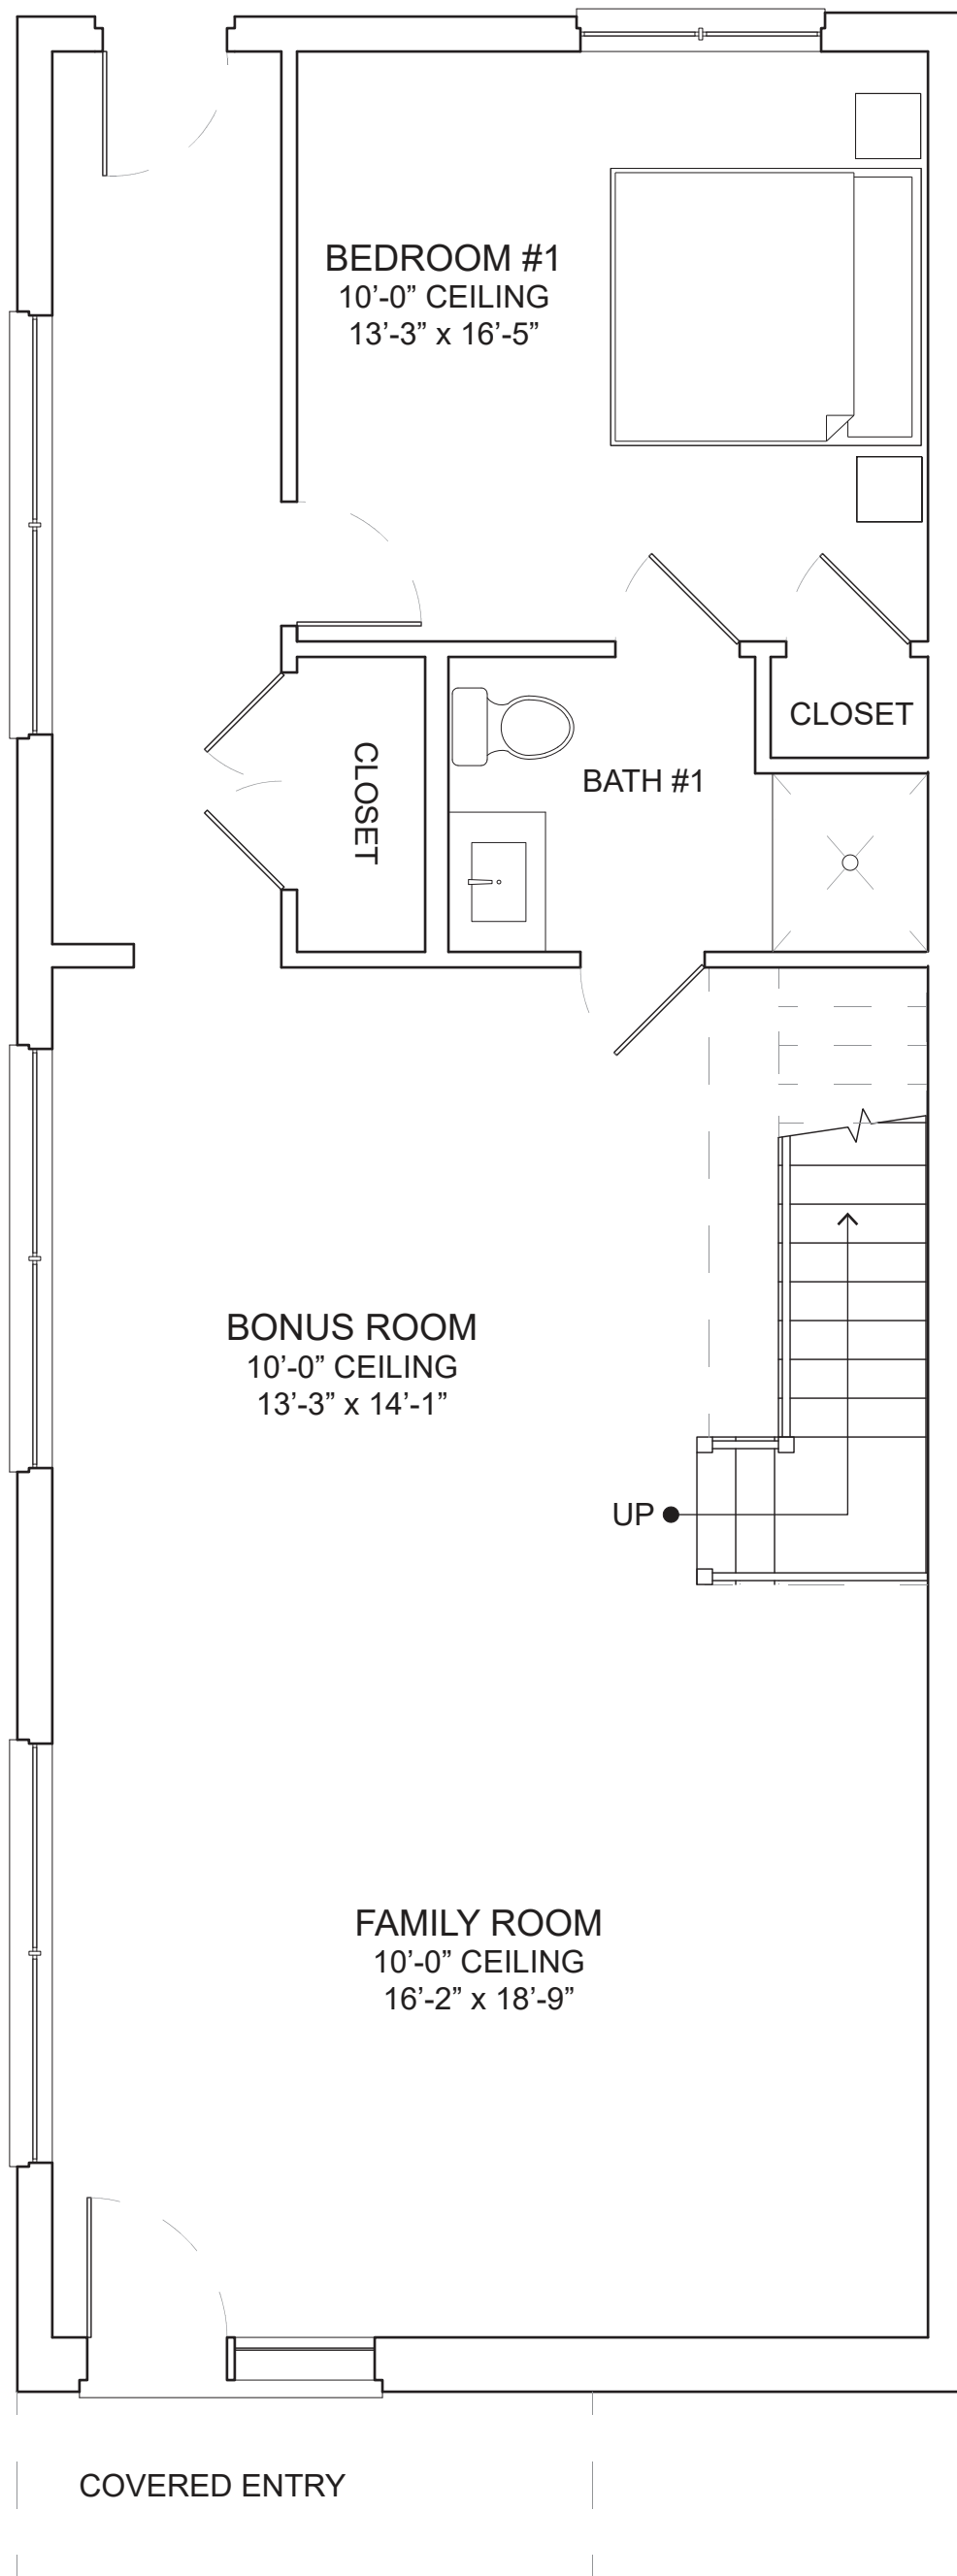 BEDROOM #1
10’-0” CEILING
13’-3” x 16’-5”
CLOSET
CLOSET
BATH #1
BONUS ROOM
10’-0” CEILING
13’-3” x 14’-1”
UP
FAMILY ROOM
10’-0” CEILING
16’-2” x 18’-9”
COVERED ENTRY